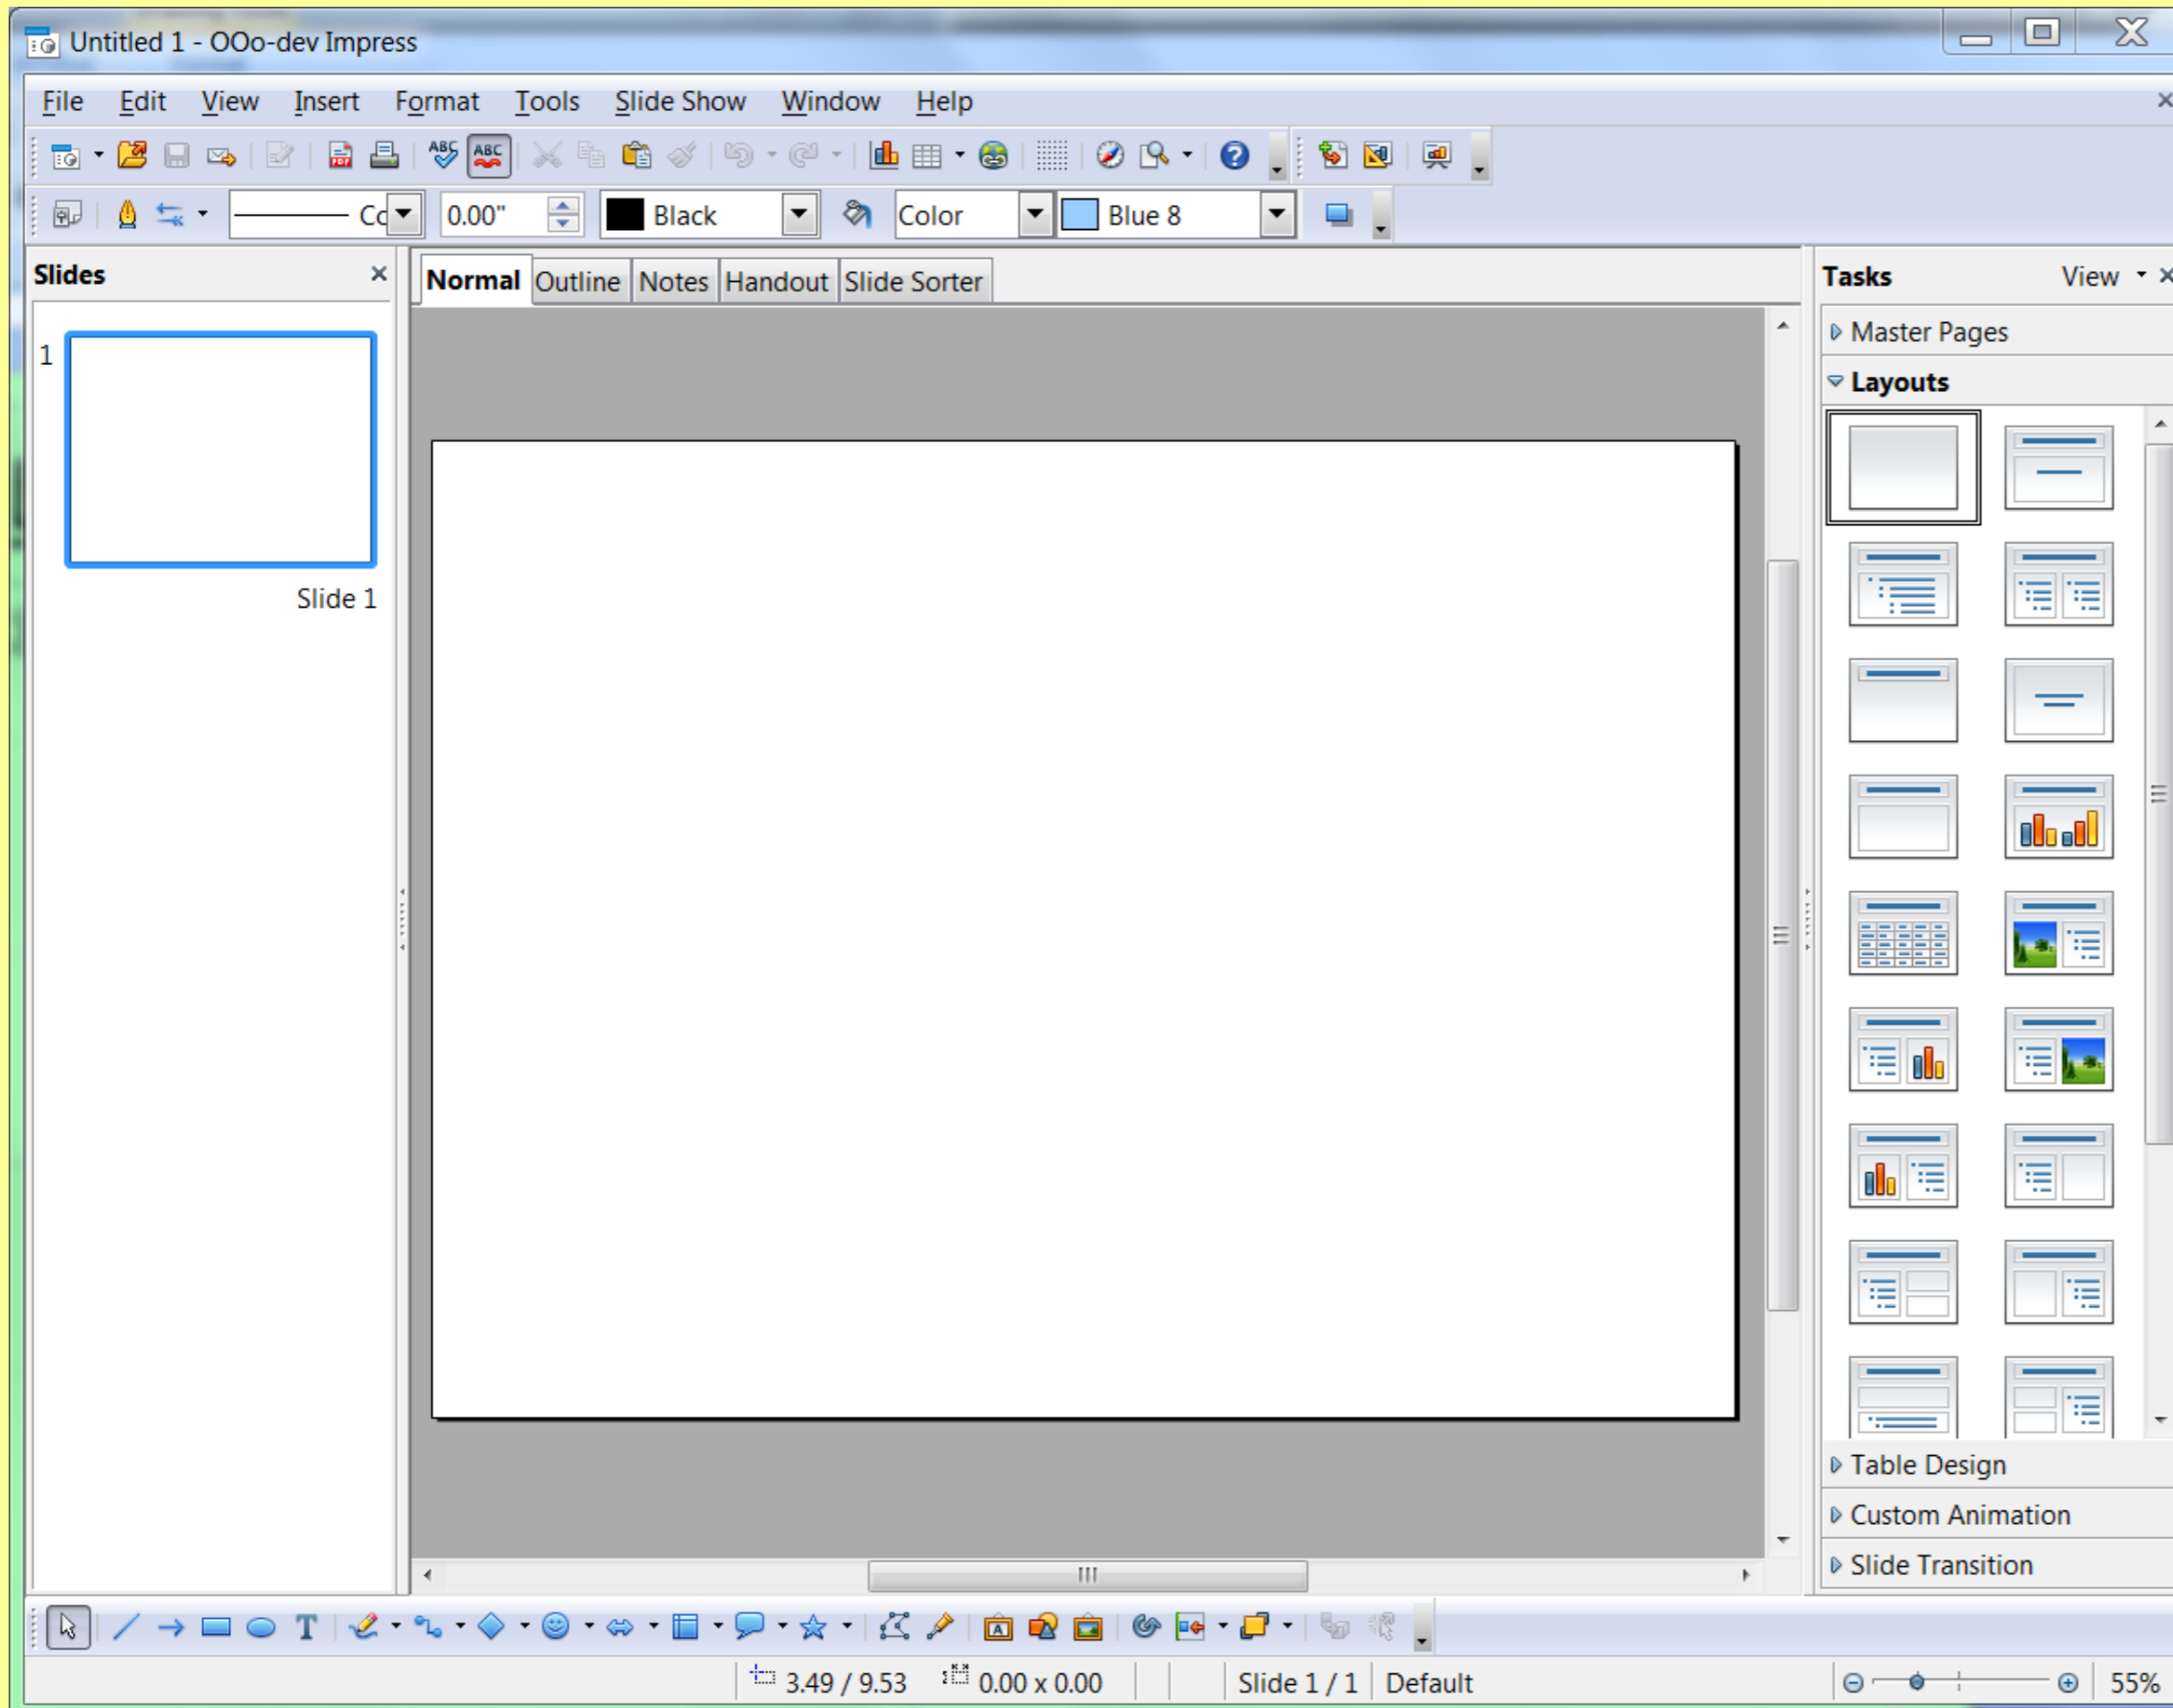 Untitled 1 - OOo-dev Impress
File Edit View Insert Format Tools Slide Show Window Help
0.00" Black Color Blue 8
Slides
Normal Outline Notes Handout Slide Sorter
Tasks View
1
Slide 1
Master Pages
Layouts
Table Design
Custom Animation
Slide Transition
3.49 / 9.53 0.00 x 0.00 Slide 1 / 1 Default 55%